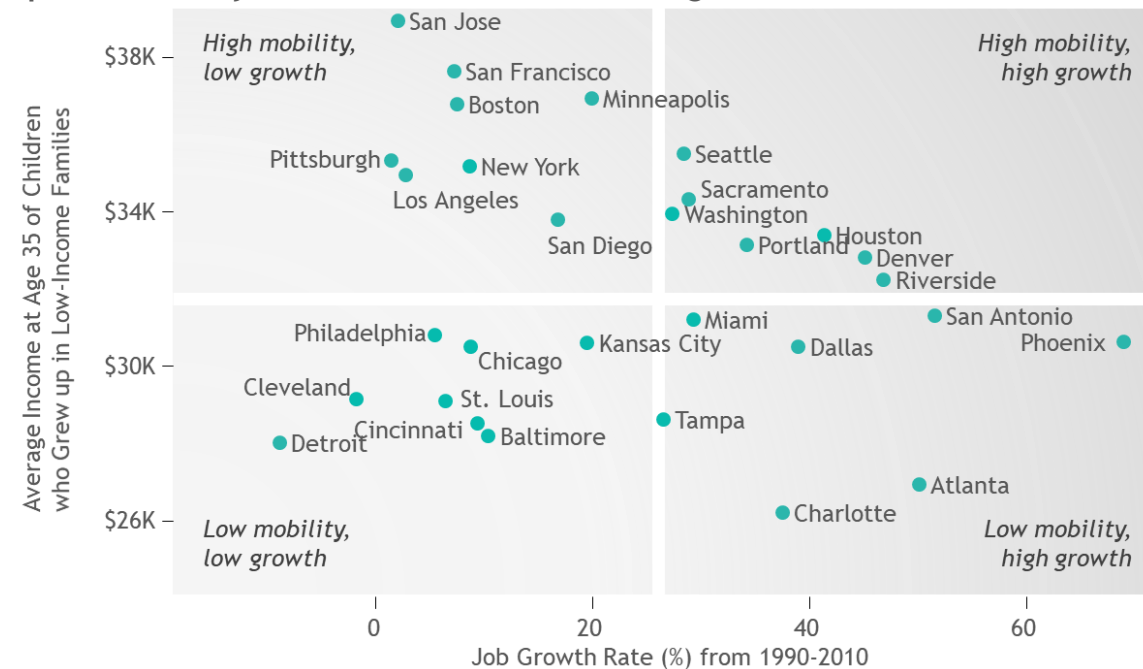 San Jose
High mobility,
low growth
High mobility,
high growth
$38K
San Francisco
Boston
Minneapolis
Pittsburgh
New York
Seattle
Los Angeles
Sacramento
$34K
Washington
San Diego
Houston
Portland
Denver
Riverside
Average Income at Age 35 of Children
who Grew up in Low-Income Families
Philadelphia
Miami
San Antonio
Kansas City
Phoenix
Chicago
Dallas
$30K
Cleveland
St. Louis
Cincinnati
Tampa
Baltimore
Detroit
Atlanta
Charlotte
$26K
Low mobility,
low growth
Low mobility,
high growth
0
20
40
60
Job Growth Rate (%) from 1990-2010